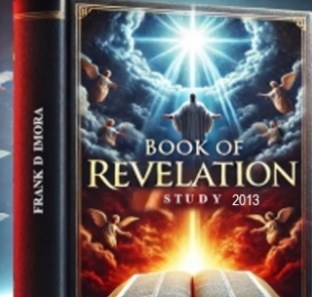 FRANK D IMORA
BOOK OF
REVELATION
STUDY 2013